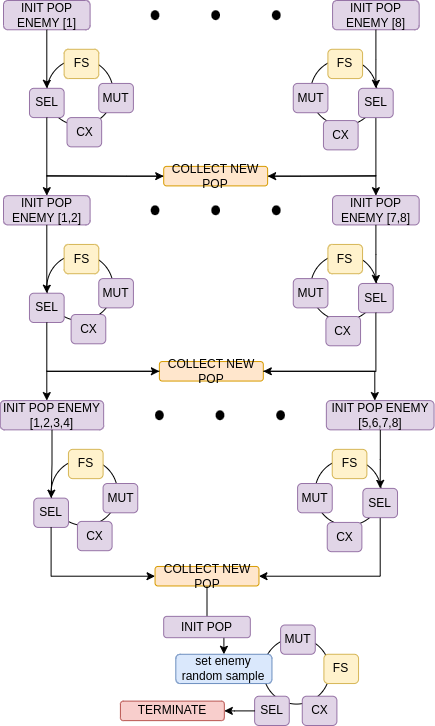 INIT POP
ENEMY [1]
INIT POP
ENEMY [8]
FS
SEL
MUT
CX
FS
MUT
SEL
CX
COLLECT NEW
POP
INIT POP
ENEMY [1,2]
INIT POP
ENEMY [7,8]
FS
SEL
MUT
CX
FS
MUT
SEL
CX
COLLECT NEW
POP
INIT POP ENEMY
[1,2,3,4]
INIT POP ENEMY
[5,6,7,8]
FS
SEL
MUT
CX
FS
MUT
SEL
CX
COLLECT NEW
POP
INIT POP
MUT
set enemy
random sample
FS
SEL
CX
TERMINATE